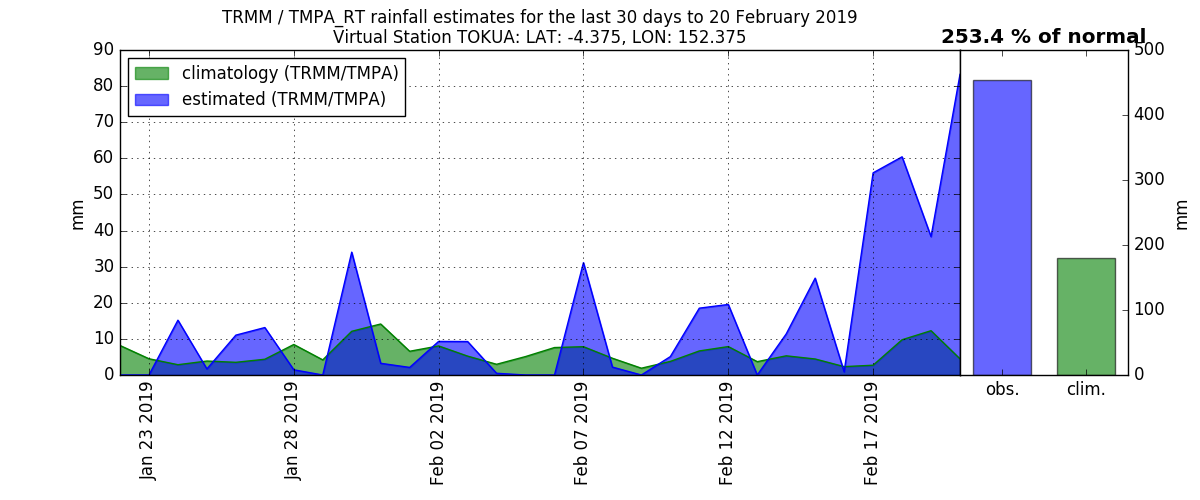 TRMM / TMPA_RT rainfall estimates for the last 30 days to 20 February 2019
Virtual Station TOKUA: LAT: -4.375, LON: 152.375
253.4 % of normal
climatology (TRMM/TMPA)
estimated (TRMM/TMPA)
mm
90
80
70
60
50
40
30
20
10
0
Jan 23 2019
Jan 28 2019
Feb 02 2019
Feb 07 2019
Feb 12 2019
Feb 17 2019
500
400
300
200
100
0
mm
obs.
clim.